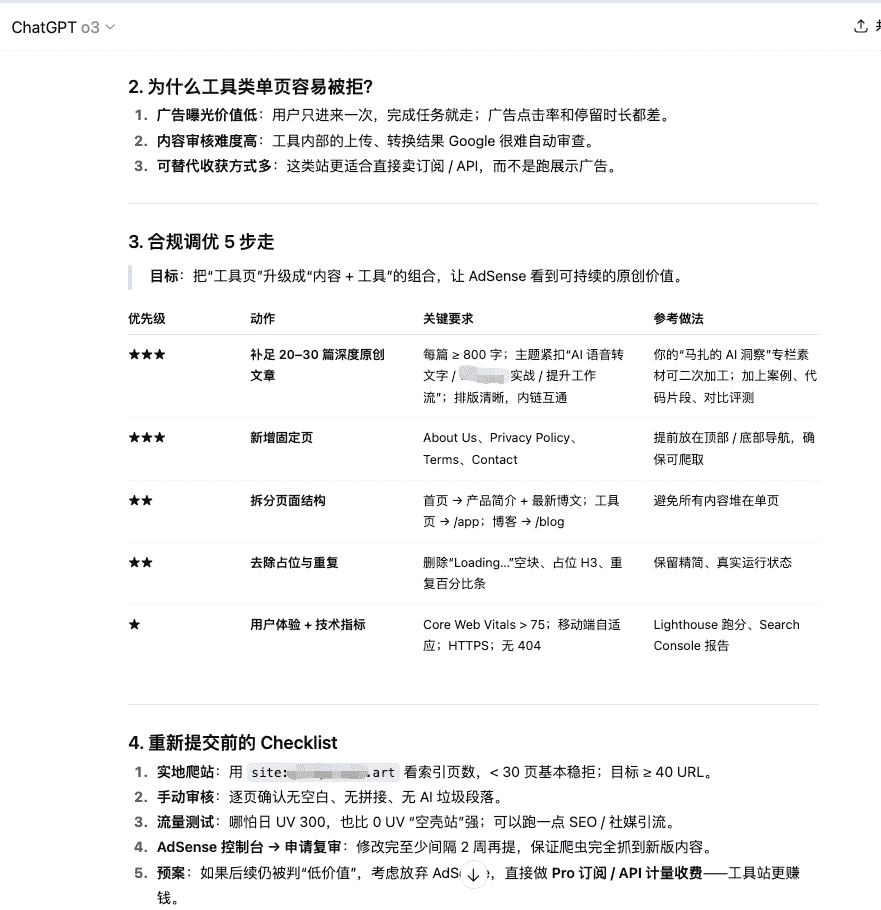 ChatGPT o3
2. 为什么工具类单页容易被拒?
1. 广告曝光价值低：用户只进来一次，完成任务就走；广告点击率和停留时长都差。
2. 内容审核难度高：工具内部的上传、转换结果 Google 很难自动审查。
3. 可替代收获方式多：这类站更适合直接卖订阅 / API，而不是跑展示广告。
3. 合规调优 5 步走
目标：把“工具页”升级成“内容 + 工具”的组合，让 AdSense 看到可持续的原创价值。
优先级 动作 关键要求 参考做法
★★★ 补足 20–30 篇深度原创 每篇 ≥ 800 字；主题紧扣“AI 语音转 你的“马扎的 AI 洞察”专栏素
文章 文字 / 实战 / 提升工作 材可二次加工；加上案例、代
流”；排版清晰，内链互通 码片段、对比评测
★★★ 新增固定页 About Us、Privacy Policy、 提前放在顶部 / 底部导航，确
Terms、Contact 保可爬取
★★ 拆分页面结构 首页 → 产品简介 + 最新博文；工具 避免所有内容堆在单页
页 → /app；博客 → /blog
★★ 去除占位与重复 删除“Loading…”空块、占位 H3、重 保留精简、真实运行状态
复百分比条
★ 用户体验 + 技术指标 Core Web Vitals > 75；移动端自适 Lighthouse 跑分、Search
应；HTTPS；无 404 Console 报告
4. 重新提交前的 Checklist
1. 实地爬站：用 site: .art 看索引页数，< 30 页基本稳拒；目标 ≥ 40 URL。
2. 手动审核：逐页确认无空白、无拼接、无 AI 垃圾段落。
3. 流量测试：哪怕日 UV 300，也比 0 UV “空壳站”强；可以跑一点 SEO / 社媒引流。
4. AdSense 控制台 → 申请复审：修改完至少间隔 2 周再提，保证爬虫完全抓到新版内容。
5. 预案：如果后续仍被判“低价值”，考虑放弃 ，直接做 Pro 订阅 / API 计量收费——工具站更赚
钱。